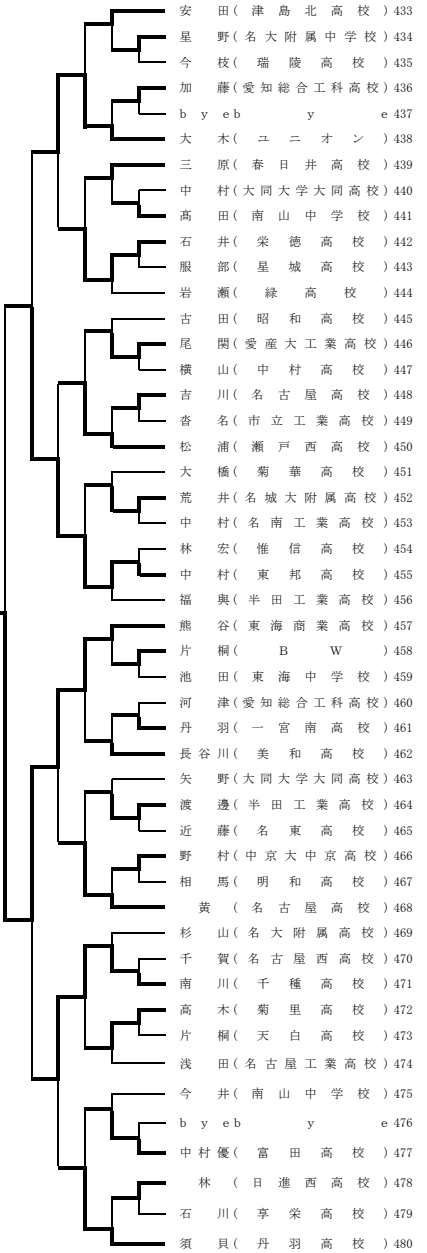 安田(津島北高校)433
星野(名大附属中学校)434
今枝(瑞陵高校)435
加藤(愛知総合工科高校)436
byebye437
大木(ユニオン)438
三原(春日井高校)439
中村(大同大学大同高校)440
髙田(南山中学校)441
石井(栄徳高校)442
服部(星城高校)443
岩瀬(緑高校)444
古田(昭和高校)445
尾関(愛産大工業高校)446
横山(中村高校)447
吉川(名古屋高校)448
沓名(市立工業高校)449
松浦(瀬戸西高校)450
大橋(菊華高校)451
荒井(名城大附属高校)452
中村(名南工業高校)453
林宏(惟信高校)454
中村(東邦高校)455
福與(半田工業高校)456
熊谷(東海商業高校)457
片桐(BW)458
池田(東海中学校)459
河津(愛知総合工科高校)460
丹羽(一宮南高校)461
長谷川(美和高校)462
矢野(大同大学大同高校)463
渡邊(半田工業高校)464
近藤(名東高校)465
野村(中京大中京高校)466
相馬(明和高校)467
黄(名古屋高校)468
杉山(名大附属高校)469
千賀(名古屋西高校)470
南川(千種高校)471
高木(菊里高校)472
片桐(天白高校)473
浅田(名古屋工業高校)474
今井(南山中学校)475
byebye476
中村優(富田高校)477
林(日進西高校)478
石川(享栄高校)479
須貝(丹羽高校)480